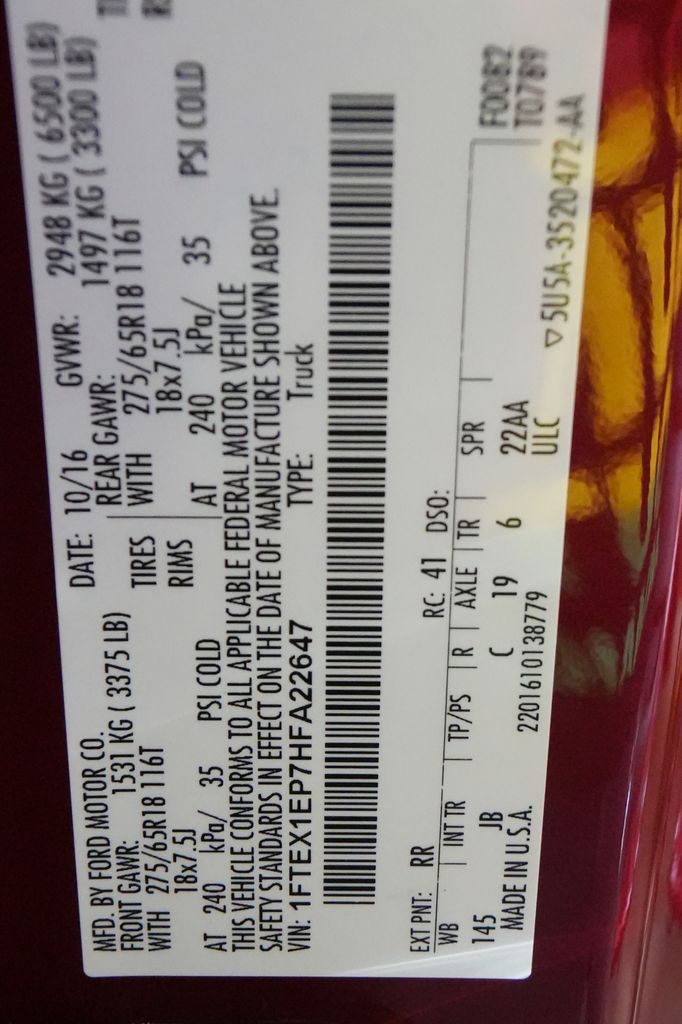 MFD. BY FORD MOTOR CO.
DATE: 10/16
GVWR: 2948 KG ( 6500 LB)
FRONT GAWR: 1531 KG ( 3375 LB)
REAR GAWR: 1497 KG ( 3300 LB)
WITH 275/65R18 116T
TIRES
WITH 275/65R18 116T
18x7.5J
RIMS
18x7.5J
AT 240 kPa/ 35 PSI COLD
AT 240 kPa/ 35 PSI COLD
THIS VEHICLE CONFORMS TO ALL APPLICABLE FEDERAL MOTOR VEHICLE
SAFETY STANDARDS IN EFFECT ON THE DATE OF MANUFACTURE SHOWN ABOVE.
VIN: 1FTEX1EP7HFA22647
TYPE: Truck
EXT PNT: RR
RC: 41 DSO:
WB | INT TR | TP/PS | R | AXLE | TR | SPR
F0082
145 JB C 19 6 22AA
T0789
MADE IN U.S.A.
2201610138779
ULC
▽5U5A-3520472-AA